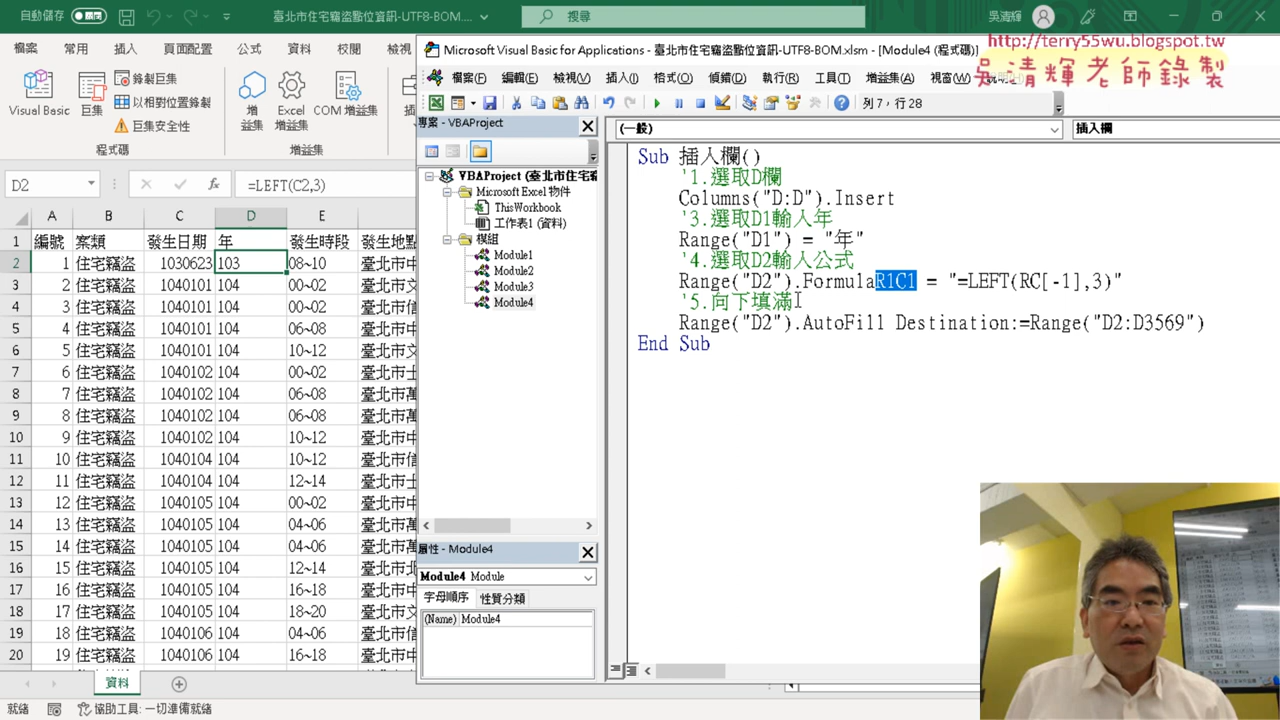 自動儲存
臺北市住宅竊盜點位資訊-UTF8-BOM....
搜尋
吳清輝
檔案 常用 插入 頁面配置 公式 資料 校閱 檢視
Visual Basic
巨集
錄製巨集
以相對位置錄製
巨集安全性
程式碼
增益集
Excel 增益集
COM 增益集
增益集
D2
=LEFT(C2,3)
A B C D E
1 編號 案類 發生日期 年 發生時段 發生地點
2 1 住宅竊盜 1030623 103 08~10 臺北市中
3 2 住宅竊盜 1040101 104 00~02 臺北市文
4 3 住宅竊盜 1040101 104 00~02 臺北市信
5 4 住宅竊盜 1040101 104 06~08 臺北市中
6 5 住宅竊盜 1040101 104 10~12 臺北市文
7 6 住宅竊盜 1040102 104 00~02 臺北市士
8 7 住宅竊盜 1040102 104 06~08 臺北市萬
9 8 住宅竊盜 1040102 104 06~08 臺北市萬
10 9 住宅竊盜 1040102 104 10~12 臺北市中
11 10 住宅竊盜 1040104 104 10~12 臺北市信
12 11 住宅竊盜 1040104 104 12~14 臺北市士
13 12 住宅竊盜 1040105 104 00~02 臺北市中
14 13 住宅竊盜 1040105 104 04~06 臺北市萬
15 14 住宅竊盜 1040105 104 04~06 臺北市中
16 15 住宅竊盜 1040105 104 12~14 臺北市中
17 16 住宅竊盜 1040105 104 16~18 臺北市大
18 17 住宅竊盜 1040105 104 18~20 臺北市文
19 18 住宅竊盜 1040106 104 04~06 臺北市信
20 19 住宅竊盜 1040106 104 16~18 臺北市中
資料
就緒
協助工具: 一切準備就緒
Microsoft Visual Basic for Applications - 臺北市住宅竊盜點位資訊-UTF8-BOM.xlsm - [Module4 (程式碼)]
http://terry55wu.blogspot.tw
吳清輝老師錄製
檔案(F) 編輯(E) 檢視(V) 插入(I) 格式(O) 偵錯(D) 執行(R) 工具(T) 增益集(A) 視窗(W) 說明(H)
列 7, 行 28
專案 - VBAProject
VBAProject (臺北市住宅竊
Microsoft Excel 物件
ThisWorkbook
工作表1 (資料)
模組
Module1
Module2
Module3
Module4
屬性 - Module4
Module4 Module
字母順序 性質分類
(Name) Module4
(一般)
插入欄
Sub 插入欄()
'1.選取D欄
Columns("D:D").Insert
'3.選取D1輸入年
Range("D1") = "年"
'4.選取D2輸入公式
Range("D2").FormulaR1C1 = "=LEFT(RC[-1],3)"
'5.向下填滿
Range("D2").AutoFill Destination:=Range("D2:D3569")
End Sub